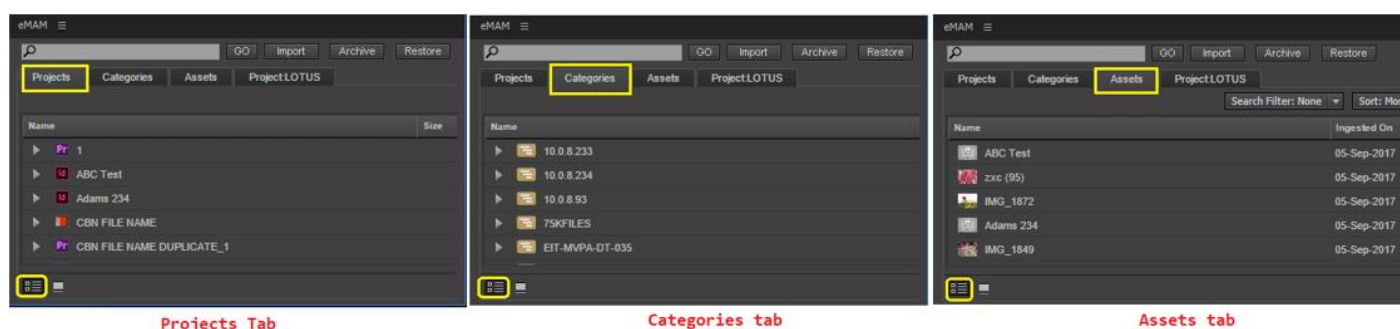 eMAM
GO Import Archive Restore
Projects Categories Assets Project:LOTUS
Name Size
Pr 1
Id ABC Test
Id Adams 234
CBN FILE NAME
Pr CBN FILE NAME DUPLICATE_1
Projects Tab
eMAM
GO Import Archive Restore
Projects Categories Assets Project:LOTUS
Name
10.0.8.233
10.0.8.234
10.0.8.93
75KFILES
EIT-MVPA-DT-035
Categories tab
eMAM
GO Import Archive Restore
Projects Categories Assets Project:LOTUS
Search Filter: None Sort: Mos
Name Ingested On
ABC Test 05-Sep-2017
zxc (95) 05-Sep-2017
IMG_1872 05-Sep-2017
Adams 234 05-Sep-2017
IMG_1849 05-Sep-2017
Assets tab